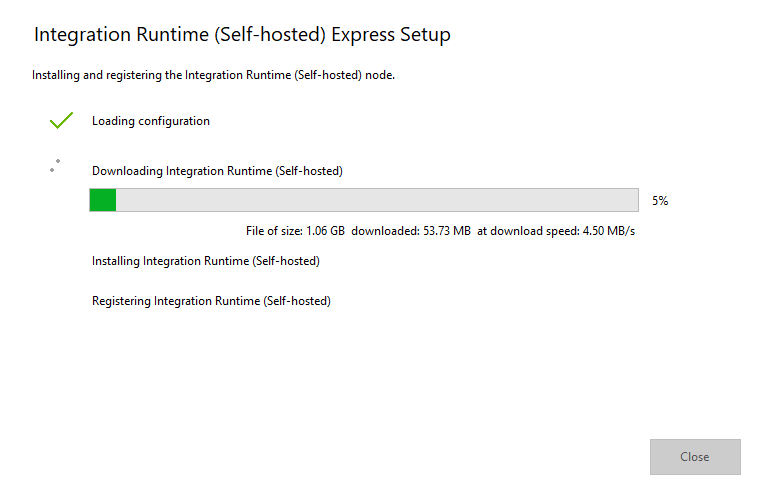 Integration Runtime (Self-hosted) Express Setup
Installing and registering the Integration Runtime (Self-hosted) node.
Loading configuration
Downloading Integration Runtime (Self-hosted)
5%
File of size: 1.06 GB  downloaded: 53.73 MB  at download speed: 4.50 MB/s
Installing Integration Runtime (Self-hosted)
Registering Integration Runtime (Self-hosted)
Close